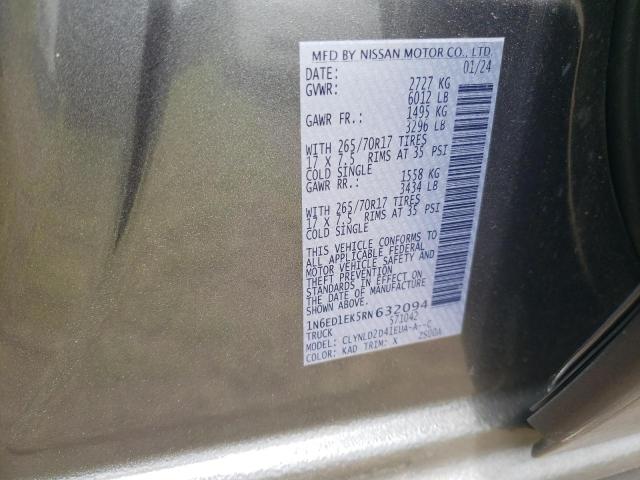 MFD BY NISSAN MOTOR CO., LTD
DATE: 01/24
GVWR: 2727 KG
6012 LB
GAWR FR.: 1495 KG
3296 LB
WITH 265/70R17 TIRES
17 X 7.5 RIMS AT 35 PSI
COLD SINGLE
GAWR RR.: 1558 KG
3434 LB
WITH 265/70R17 TIRES
17 X 7.5 RIMS AT 35 PSI
COLD SINGLE
THIS VEHICLE CONFORMS TO
ALL APPLICABLE FEDERAL
MOTOR VEHICLE SAFETY AND
THEFT PREVENTION
STANDARDS IN EFFECT ON
THE DATE OF MANUFACTURE
SHOWN ABOVE.
1N6ED1EK5RN632094
TRUCK 571042
MODEL: CLYNLD2D41EUA-A--C
COLOR: KAD TRIM: X 2S00A